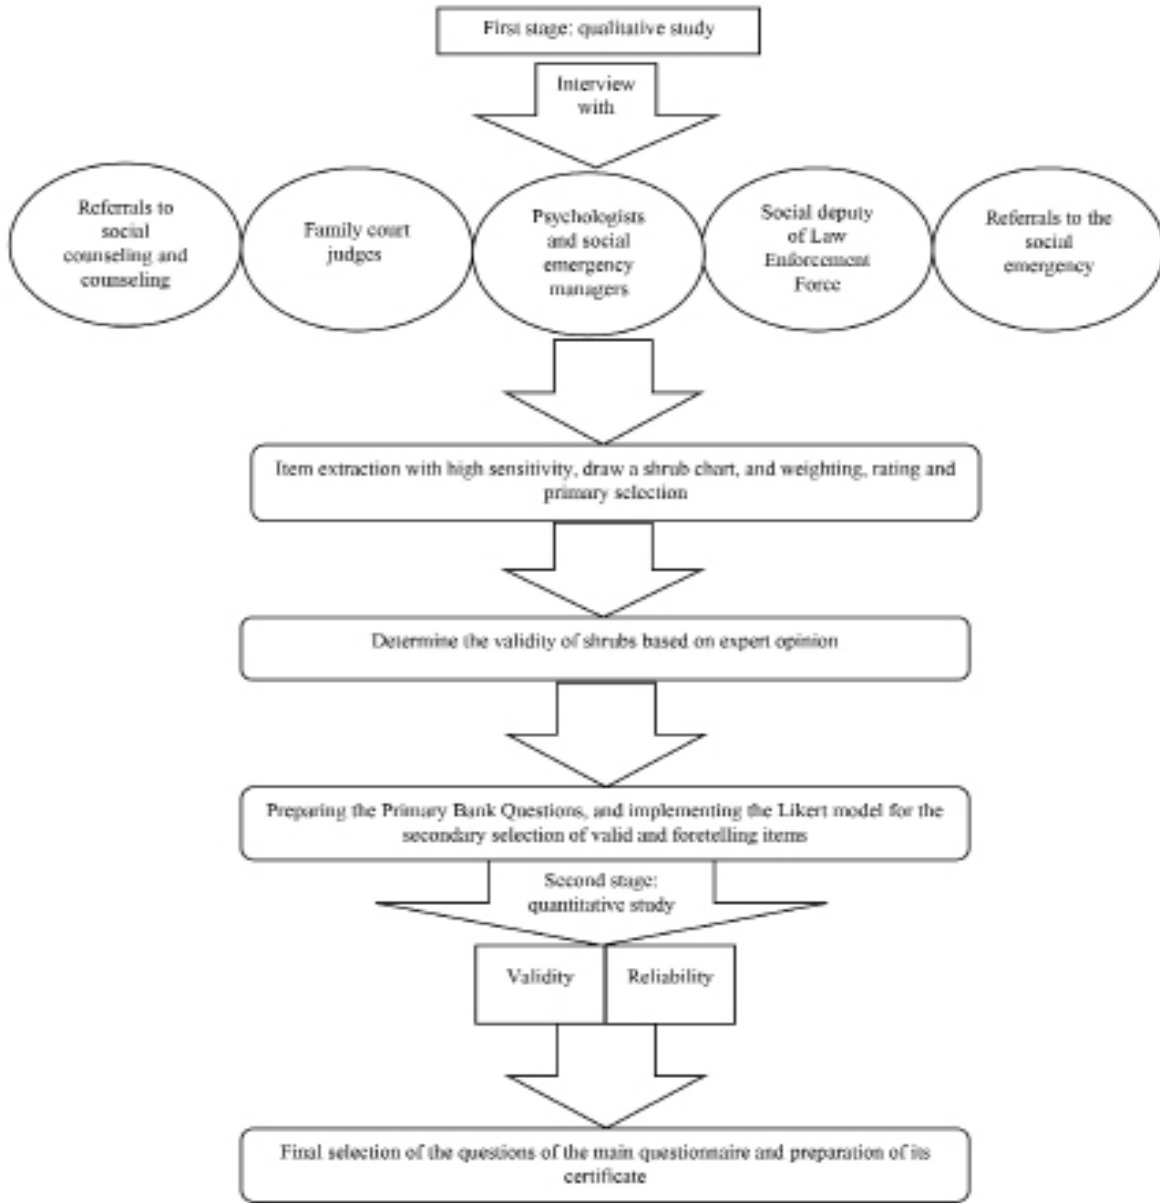 First stage: qualitative study
Interview
with
Referrals to
social
counseling and
counseling
Family court
judges
Psychologists
and social
emergency
managers
Social deputy
of Law
Enforcement
Force
Referrals to the
social
emergency
Item extraction with high sensitivity, draw a shrub chart, and weighting, rating and
primary selection
Determine the validity of shrubs based on expert opinion
Preparing the Primary Bank Questions, and implementing the Likert model for the
secondary selection of valid and foretelling items
Second stage:
quantitative study
Validity
Reliability
Final selection of the questions of the main questionnaire and preparation of its
certificate